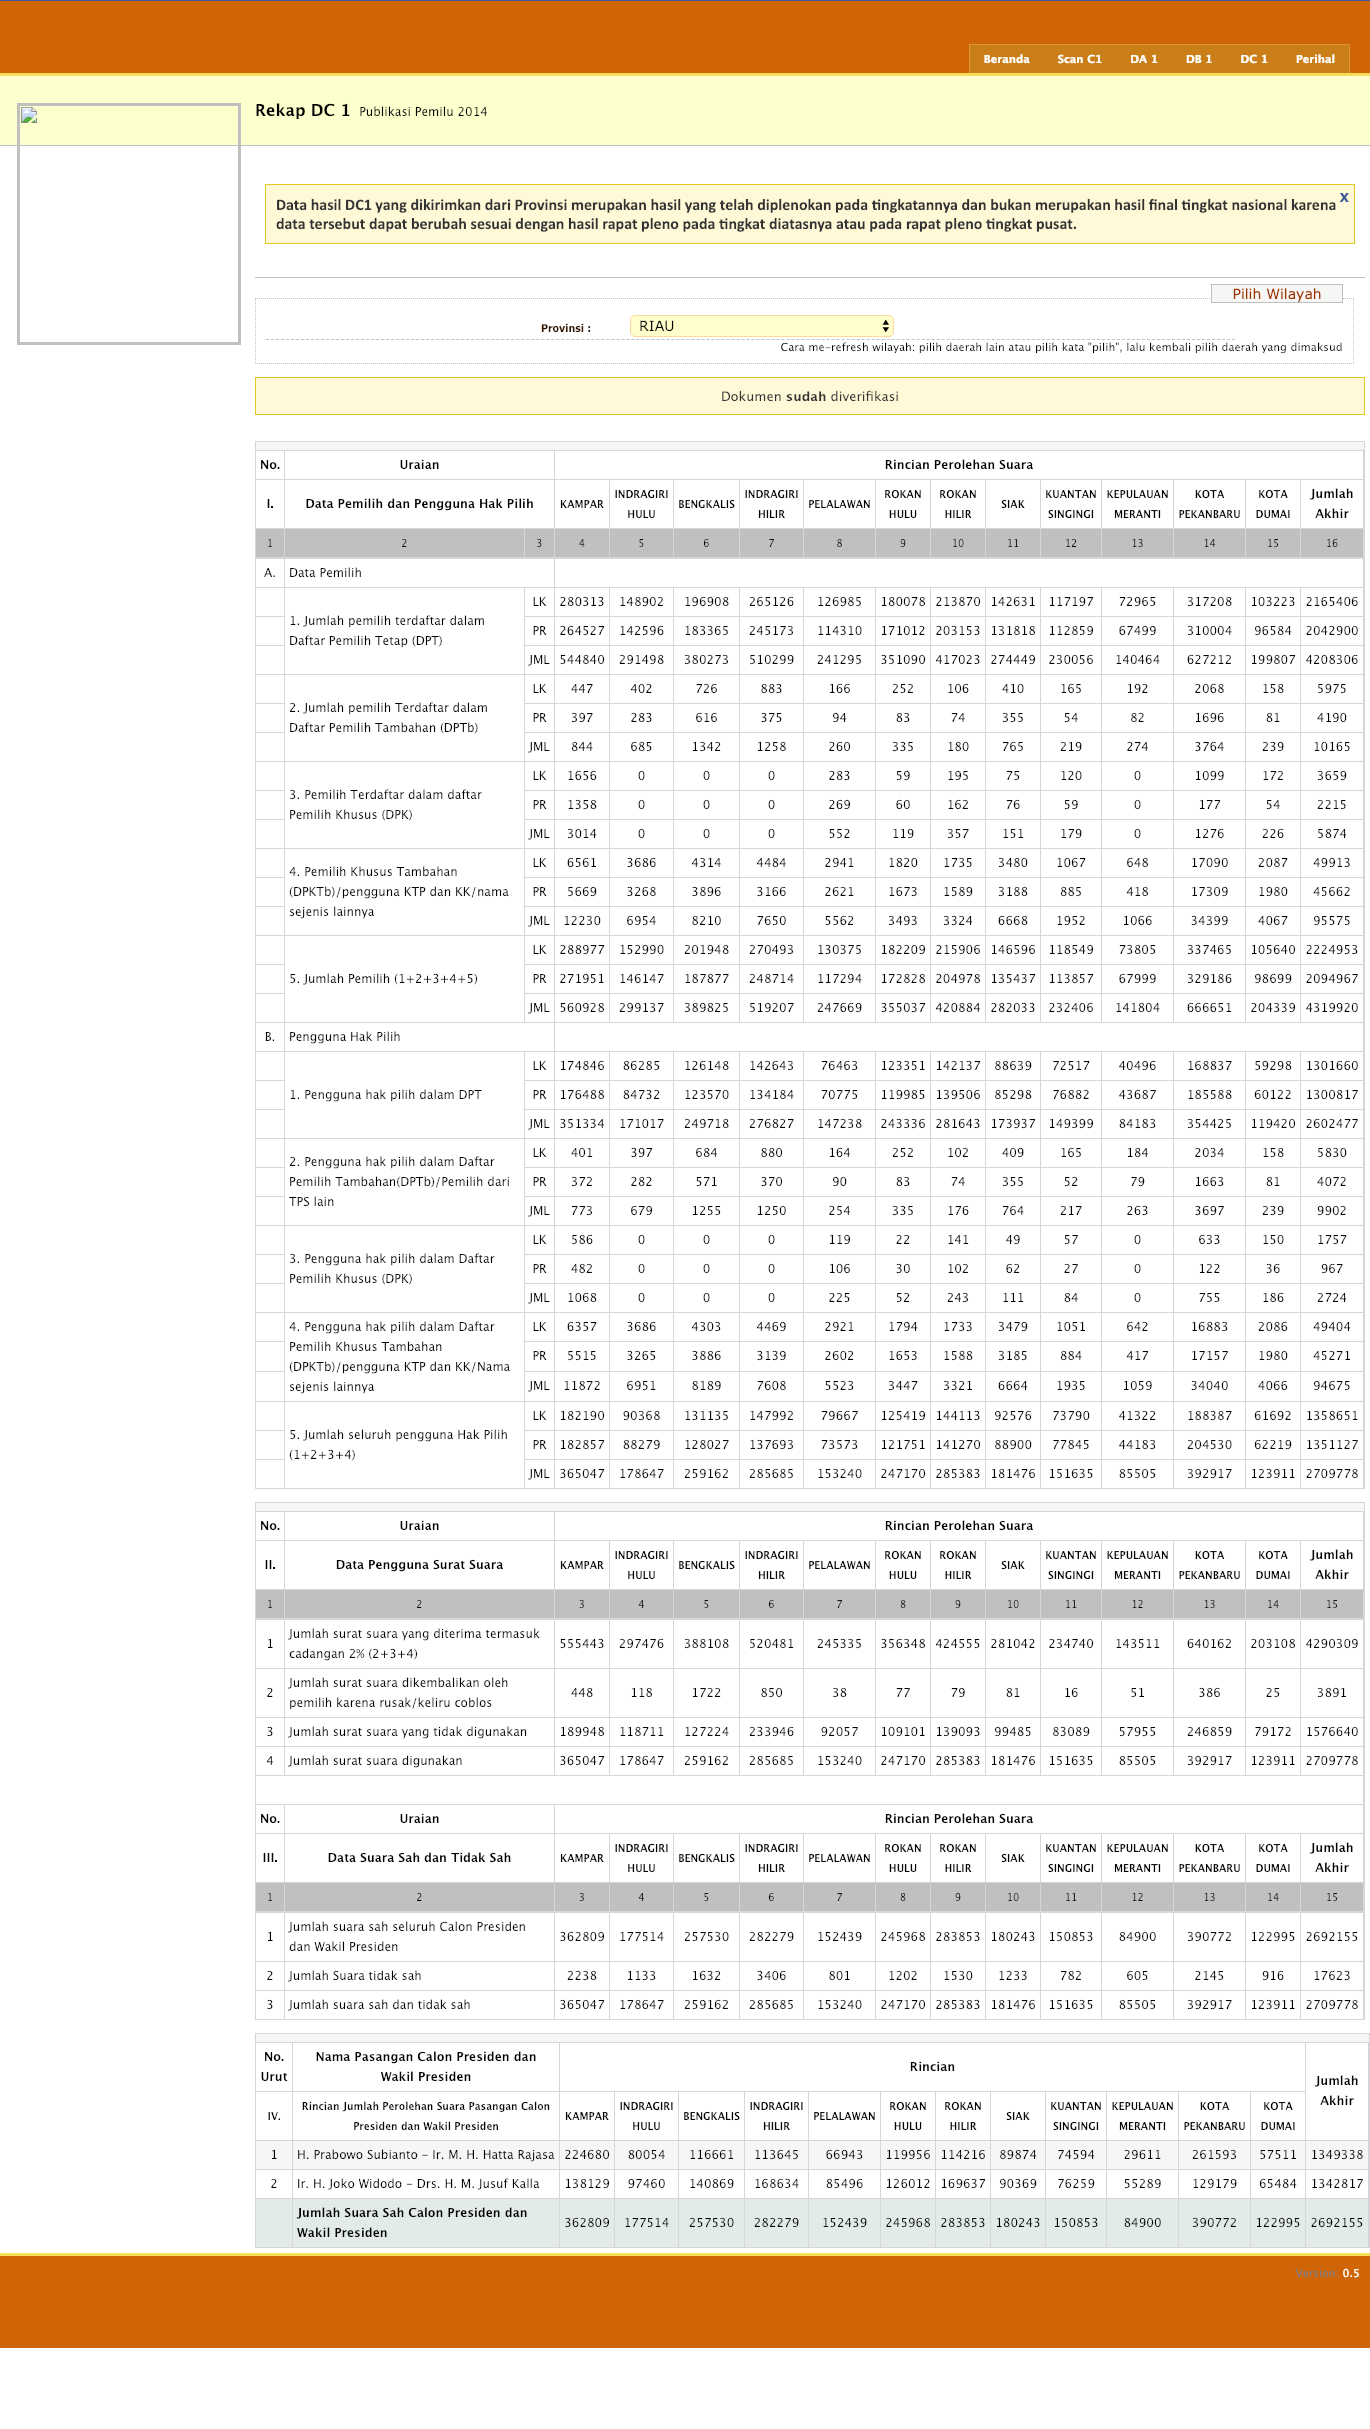 Beranda Scan C1 DA 1 DB 1 DC 1 Perihal
Rekap DC 1 Publikasi Pemilu 2014
Data hasil DC1 yang dikirimkan dari Provinsi merupakan hasil yang telah diplenokan pada tingkatannya dan bukan merupakan hasil final tingkat nasional karena X
data tersebut dapat berubah sesuai dengan hasil rapat pleno pada tingkat diatasnya atau pada rapat pleno tingkat pusat.
Pilih Wilayah
Provinsi : RIAU
Cara me-refresh wilayah: pilih daerah lain atau pilih kata "pilih", lalu kembali pilih daerah yang dimaksud
Dokumen sudah diverifikasi
No. Uraian Rincian Perolehan Suara
I. Data Pemilih dan Pengguna Hak Pilih KAMPAR INDRAGIRI HULU BENGKALIS INDRAGIRI HILIR PELALAWAN ROKAN HULU ROKAN HILIR SIAK KUANTAN SINGINGI KEPULAUAN MERANTI KOTA PEKANBARU KOTA DUMAI Jumlah Akhir
1 2 3 4 5 6 7 8 9 10 11 12 13 14 15 16
A. Data Pemilih
1. Jumlah pemilih terdaftar dalam Daftar Pemilih Tetap (DPT)
LK 280313 148902 196908 265126 126985 180078 213870 142631 117197 72965 317208 103223 2165406
PR 264527 142596 183365 245173 114310 171012 203153 131818 112859 67499 310004 96584 2042900
JML 544840 291498 380273 510299 241295 351090 417023 274449 230056 140464 627212 199807 4208306
2. Jumlah pemilih Terdaftar dalam Daftar Pemilih Tambahan (DPTb)
LK 447 402 726 883 166 252 106 410 165 192 2068 158 5975
PR 397 283 616 375 94 83 74 355 54 82 1696 81 4190
JML 844 685 1342 1258 260 335 180 765 219 274 3764 239 10165
3. Pemilih Terdaftar dalam daftar Pemilih Khusus (DPK)
LK 1656 0 0 0 283 59 195 75 120 0 1099 172 3659
PR 1358 0 0 0 269 60 162 76 59 0 177 54 2215
JML 3014 0 0 0 552 119 357 151 179 0 1276 226 5874
4. Pemilih Khusus Tambahan (DPKTb)/pengguna KTP dan KK/nama sejenis lainnya
LK 6561 3686 4314 4484 2941 1820 1735 3480 1067 648 17090 2087 49913
PR 5669 3268 3896 3166 2621 1673 1589 3188 885 418 17309 1980 45662
JML 12230 6954 8210 7650 5562 3493 3324 6668 1952 1066 34399 4067 95575
5. Jumlah Pemilih (1+2+3+4+5)
LK 288977 152990 201948 270493 130375 182209 215906 146596 118549 73805 337465 105640 2224953
PR 271951 146147 187877 248714 117294 172828 204978 135437 113857 67999 329186 98699 2094967
JML 560928 299137 389825 519207 247669 355037 420884 282033 232406 141804 666651 204339 4319920
B. Pengguna Hak Pilih
1. Pengguna hak pilih dalam DPT
LK 174846 86285 126148 142643 76463 123351 142137 88639 72517 40496 168837 59298 1301660
PR 176488 84732 123570 134184 70775 119985 139506 85298 76882 43687 185588 60122 1300817
JML 351334 171017 249718 276827 147238 243336 281643 173937 149399 84183 354425 119420 2602477
2. Pengguna hak pilih dalam Daftar Pemilih Tambahan(DPTb)/Pemilih dari TPS lain
LK 401 397 684 880 164 252 102 409 165 184 2034 158 5830
PR 372 282 571 370 90 83 74 355 52 79 1663 81 4072
JML 773 679 1255 1250 254 335 176 764 217 263 3697 239 9902
3. Pengguna hak pilih dalam Daftar Pemilih Khusus (DPK)
LK 586 0 0 0 119 22 141 49 57 0 633 150 1757
PR 482 0 0 0 106 30 102 62 27 0 122 36 967
JML 1068 0 0 0 225 52 243 111 84 0 755 186 2724
4. Pengguna hak pilih dalam Daftar Pemilih Khusus Tambahan (DPKTb)/pengguna KTP dan KK/Nama sejenis lainnya
LK 6357 3686 4303 4469 2921 1794 1733 3479 1051 642 16883 2086 49404
PR 5515 3265 3886 3139 2602 1653 1588 3185 884 417 17157 1980 45271
JML 11872 6951 8189 7608 5523 3447 3321 6664 1935 1059 34040 4066 94675
5. Jumlah seluruh pengguna Hak Pilih (1+2+3+4)
LK 182190 90368 131135 147992 79667 125419 144113 92576 73790 41322 188387 61692 1358651
PR 182857 88279 128027 137693 73573 121751 141270 88900 77845 44183 204530 62219 1351127
JML 365047 178647 259162 285685 153240 247170 285383 181476 151635 85505 392917 123911 2709778
No. Uraian Rincian Perolehan Suara
II. Data Pengguna Surat Suara KAMPAR INDRAGIRI HULU BENGKALIS INDRAGIRI HILIR PELALAWAN ROKAN HULU ROKAN HILIR SIAK KUANTAN SINGINGI KEPULAUAN MERANTI KOTA PEKANBARU KOTA DUMAI Jumlah Akhir
1 2 3 4 5 6 7 8 9 10 11 12 13 14 15
1 Jumlah surat suara yang diterima termasuk cadangan 2% (2+3+4) 555443 297476 388108 520481 245335 356348 424555 281042 234740 143511 640162 203108 4290309
2 Jumlah surat suara dikembalikan oleh pemilih karena rusak/keliru coblos 448 118 1722 850 38 77 79 81 16 51 386 25 3891
3 Jumlah surat suara yang tidak digunakan 189948 118711 127224 233946 92057 109101 139093 99485 83089 57955 246859 79172 1576640
4 Jumlah surat suara digunakan 365047 178647 259162 285685 153240 247170 285383 181476 151635 85505 392917 123911 2709778
No. Uraian Rincian Perolehan Suara
III. Data Suara Sah dan Tidak Sah KAMPAR INDRAGIRI HULU BENGKALIS INDRAGIRI HILIR PELALAWAN ROKAN HULU ROKAN HILIR SIAK KUANTAN SINGINGI KEPULAUAN MERANTI KOTA PEKANBARU KOTA DUMAI Jumlah Akhir
1 2 3 4 5 6 7 8 9 10 11 12 13 14 15
1 Jumlah suara sah seluruh Calon Presiden dan Wakil Presiden 362809 177514 257530 282279 152439 245968 283853 180243 150853 84900 390772 122995 2692155
2 Jumlah Suara tidak sah 2238 1133 1632 3406 801 1202 1530 1233 782 605 2145 916 17623
3 Jumlah suara sah dan tidak sah 365047 178647 259162 285685 153240 247170 285383 181476 151635 85505 392917 123911 2709778
No. Urut Nama Pasangan Calon Presiden dan Wakil Presiden Rincian Jumlah Akhir
IV. Rincian Jumlah Perolehan Suara Pasangan Calon Presiden dan Wakil Presiden KAMPAR INDRAGIRI HULU BENGKALIS INDRAGIRI HILIR PELALAWAN ROKAN HULU ROKAN HILIR SIAK KUANTAN SINGINGI KEPULAUAN MERANTI KOTA PEKANBARU KOTA DUMAI
1 H. Prabowo Subianto - Ir. M. H. Hatta Rajasa 224680 80054 116661 113645 66943 119956 114216 89874 74594 29611 261593 57511 1349338
2 Ir. H. Joko Widodo - Drs. H. M. Jusuf Kalla 138129 97460 140869 168634 85496 126012 169637 90369 76259 55289 129179 65484 1342817
Jumlah Suara Sah Calon Presiden dan Wakil Presiden 362809 177514 257530 282279 152439 245968 283853 180243 150853 84900 390772 122995 2692155
0.5